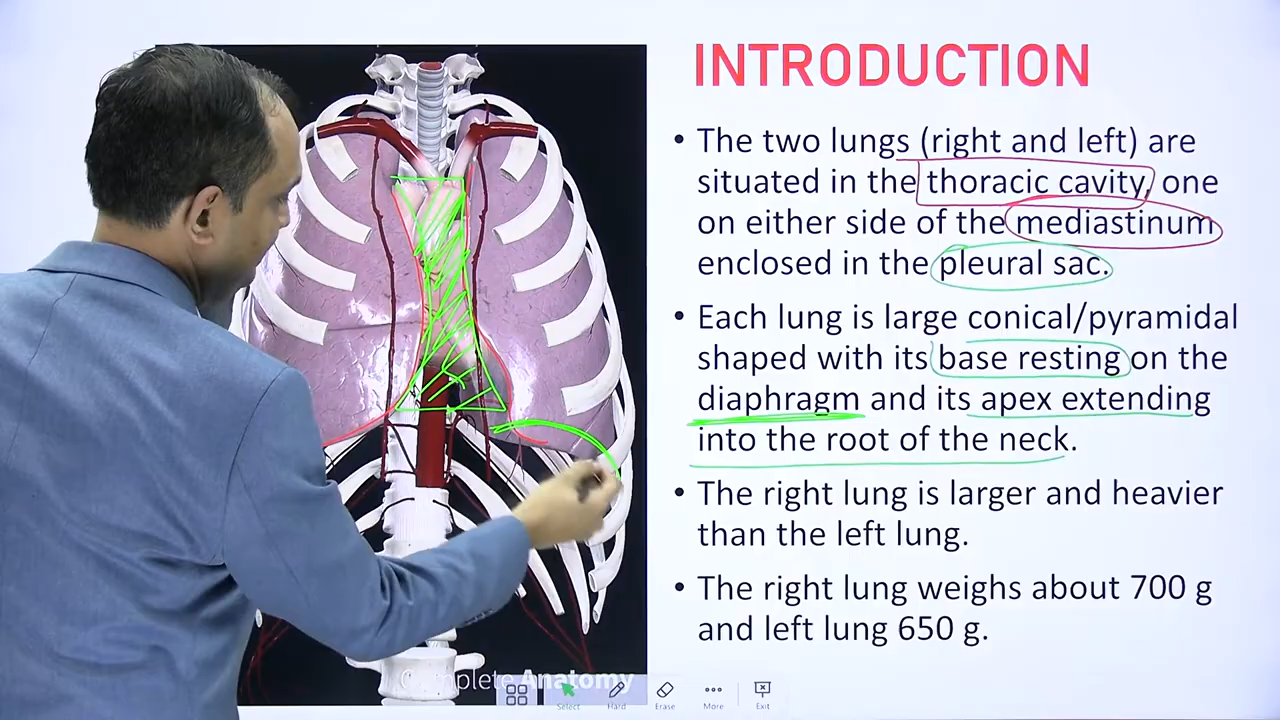 INTRODUCTION
• The two lungs (right and left) are
situated in the thoracic cavity, one
on either side of the mediastinum
enclosed in the pleural sac.
• Each lung is large conical/pyramidal
shaped with its base resting on the
diaphragm and its apex extending
into the root of the neck.
• The right lung is larger and heavier
than the left lung.
• The right lung weighs about 700 g
and left lung 650 g.
Complete Anatomy
Select Hard Erase More Exit